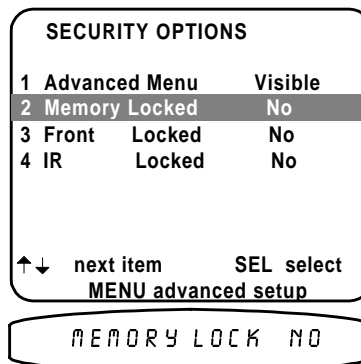 SECURITY OPTIONS
1 Advanced Menu Visible
2 Memory Locked No
3 Front Locked No
4 IR Locked No
↑↓ next item SEL select
MENU advanced setup
MEMORY LOCK NO